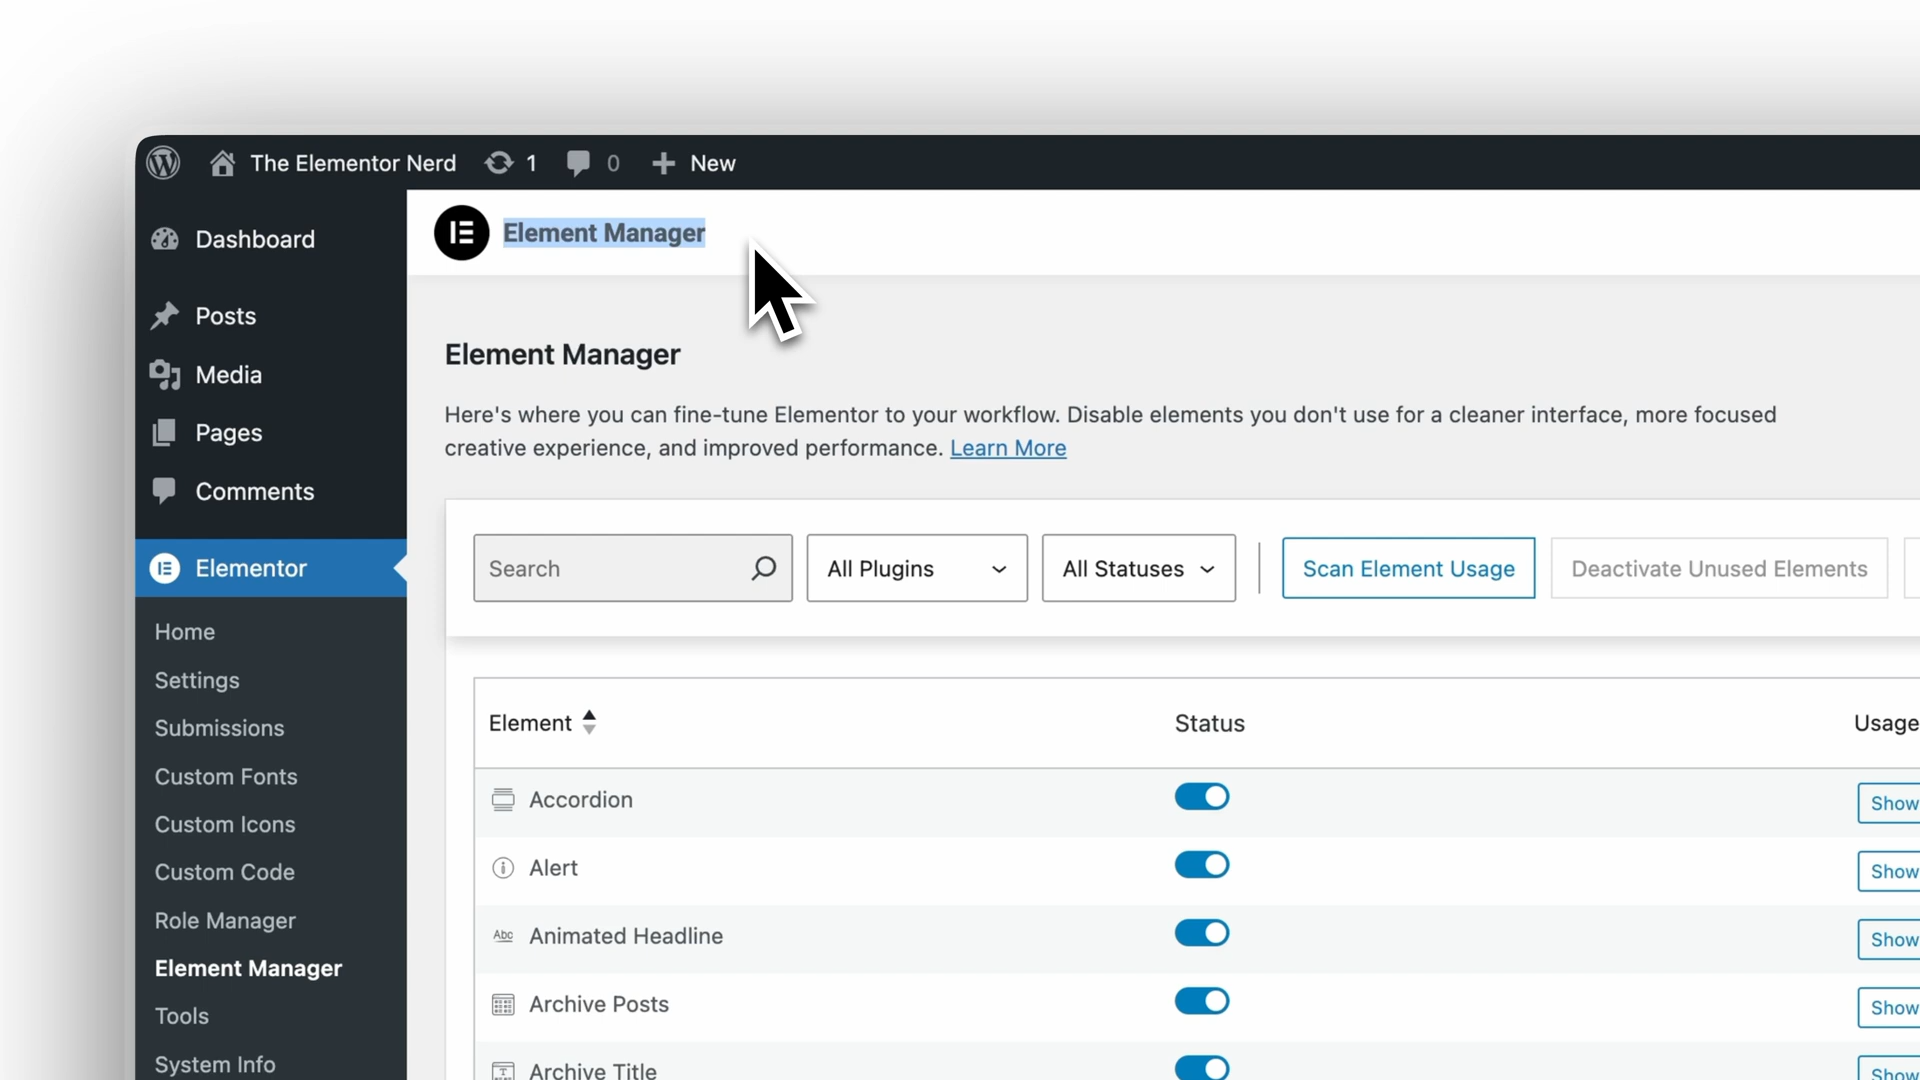 The Elementor Nerd 1 0 New
Element Manager
Dashboard
Posts
Media
Pages
Comments
Elementor
Home
Settings
Submissions
Custom Fonts
Custom Icons
Custom Code
Role Manager
Element Manager
Tools
System Info
Element Manager
Here's where you can fine-tune Elementor to your workflow. Disable elements you don't use for a cleaner interface, more focused
creative experience, and improved performance. Learn More
Search All Plugins All Statuses Scan Element Usage Deactivate Unused Elements
Element Status Usage
Accordion Show
Alert Show
Abc Animated Headline Show
Archive Posts Show
Archive Title Show